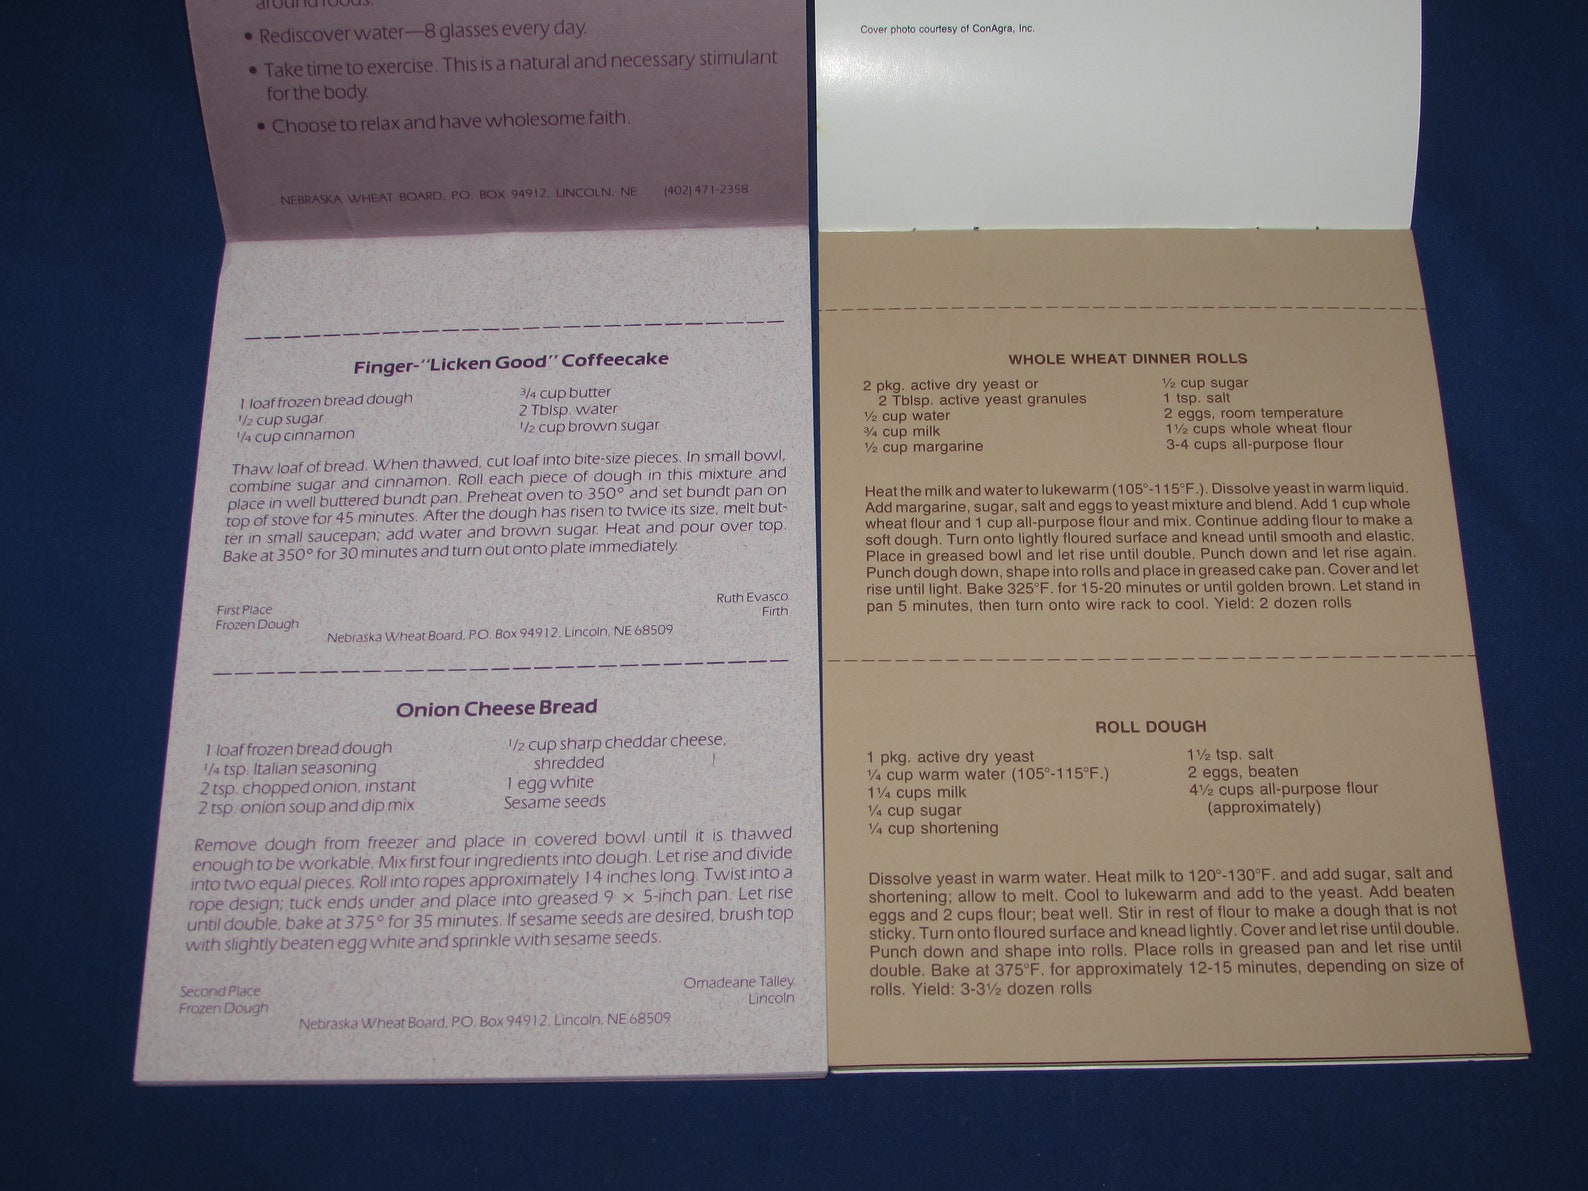 around foods.
• Rediscover water—8 glasses every day.
• Take time to exercise. This is a natural and necessary stimulant
for the body.
• Choose to relax and have wholesome faith.
NEBRASKA WHEAT BOARD, P.O. BOX 94912, LINCOLN, NE (402) 471-2358
Finger-"Licken Good" Coffeecake
1 loaf frozen bread dough
1/2 cup sugar
1/4 cup cinnamon
3/4 cup butter
2 Tblsp. water
1/2 cup brown sugar
Thaw loaf of bread. When thawed, cut loaf into bite-size pieces. In small bowl,
combine sugar and cinnamon. Roll each piece of dough in this mixture and
place in well buttered bundt pan. Preheat oven to 350° and set bundt pan on
top of stove for 45 minutes. After the dough has risen to twice its size, melt but-
ter in small saucepan; add water and brown sugar. Heat and pour over top.
Bake at 350° for 30 minutes and turn out onto plate immediately.
First Place
Frozen Dough
Ruth Evasco
Firth
Nebraska Wheat Board, P.O. Box 94912, Lincoln, NE 68509
Onion Cheese Bread
1 loaf frozen bread dough
1/4 tsp. Italian seasoning
2 tsp. chopped onion, instant
2 tsp. onion soup and dip mix
1/2 cup sharp cheddar cheese,
shredded
1 egg white
Sesame seeds
Remove dough from freezer and place in covered bowl until it is thawed
enough to be workable. Mix first four ingredients into dough. Let rise and divide
into two equal pieces. Roll into ropes approximately 14 inches long. Twist into a
rope design; tuck ends under and place into greased 9 × 5-inch pan. Let rise
until double, bake at 375° for 35 minutes. If sesame seeds are desired, brush top
with slightly beaten egg white and sprinkle with sesame seeds.
Second Place
Frozen Dough
Omadeane Talley
Lincoln
Nebraska Wheat Board, P.O. Box 94912, Lincoln, NE 68509
Cover photo courtesy of ConAgra, Inc.
WHOLE WHEAT DINNER ROLLS
2 pkg. active dry yeast or
2 Tblsp. active yeast granules
½ cup water
¾ cup milk
½ cup margarine
½ cup sugar
1 tsp. salt
2 eggs, room temperature
1½ cups whole wheat flour
3-4 cups all-purpose flour
Heat the milk and water to lukewarm (105°-115°F.). Dissolve yeast in warm liquid.
Add margarine, sugar, salt and eggs to yeast mixture and blend. Add 1 cup whole
wheat flour and 1 cup all-purpose flour and mix. Continue adding flour to make a
soft dough. Turn onto lightly floured surface and knead until smooth and elastic.
Place in greased bowl and let rise until double. Punch down and let rise again.
Punch dough down, shape into rolls and place in greased cake pan. Cover and let
rise until light. Bake 325°F. for 15-20 minutes or until golden brown. Let stand in
pan 5 minutes, then turn onto wire rack to cool. Yield: 2 dozen rolls
ROLL DOUGH
1 pkg. active dry yeast
¼ cup warm water (105°-115°F.)
1¼ cups milk
¼ cup sugar
¼ cup shortening
1½ tsp. salt
2 eggs, beaten
4½ cups all-purpose flour
(approximately)
Dissolve yeast in warm water. Heat milk to 120°-130°F. and add sugar, salt and
shortening; allow to melt. Cool to lukewarm and add to the yeast. Add beaten
eggs and 2 cups flour; beat well. Stir in rest of flour to make a dough that is not
sticky. Turn onto floured surface and knead lightly. Cover and let rise until double.
Punch down and shape into rolls. Place rolls in greased pan and let rise until
double. Bake at 375°F. for approximately 12-15 minutes, depending on size of
rolls. Yield: 3-3½ dozen rolls